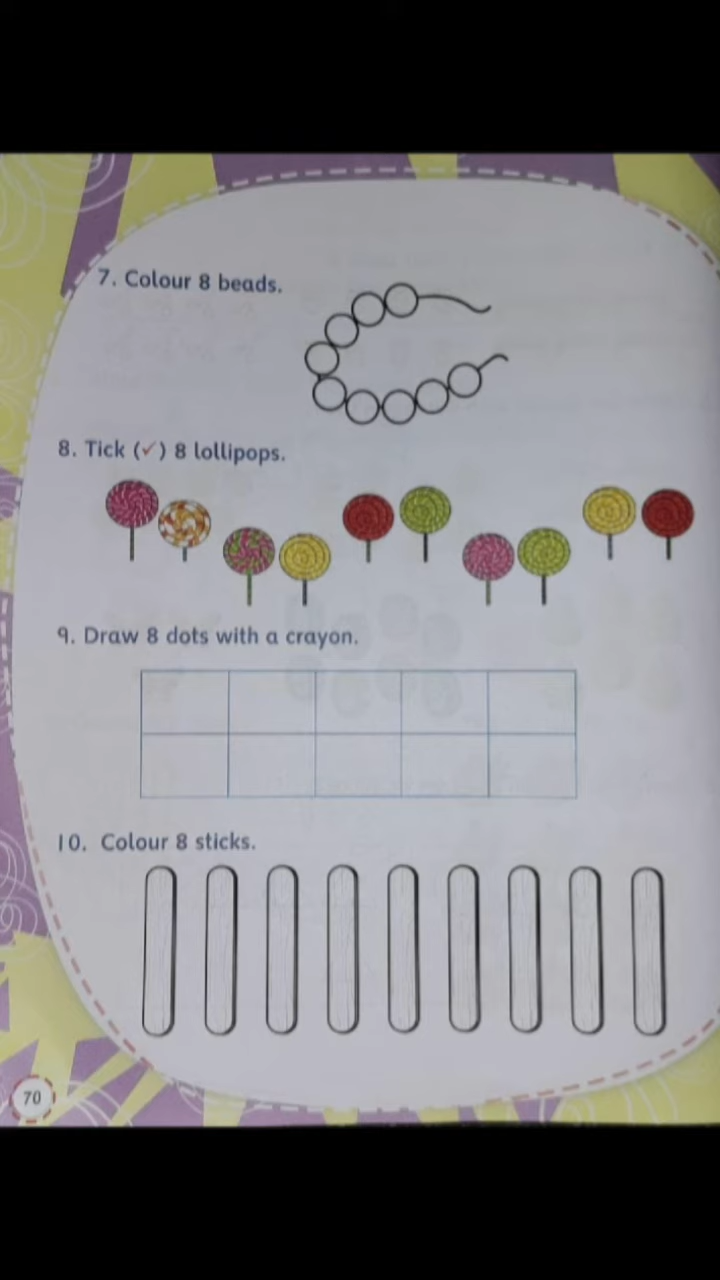 7. Colour 8 beads.
8. Tick (✓) 8 lollipops.
9. Draw 8 dots with a crayon.
10. Colour 8 sticks.
70